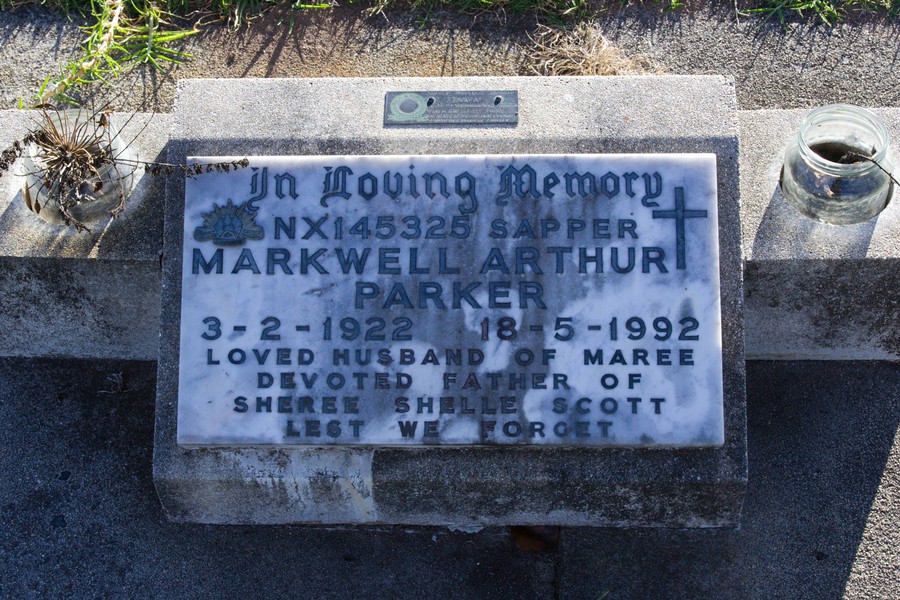 In Loving Memory
NX145325 SAPPER
MARKWELL ARTHUR
PARKER
3-2-1922 18-5-1992
LOVED HUSBAND OF MAREE
DEVOTED FATHER OF
SHEREE SHELLE SCOTT
LEST WE FORGET